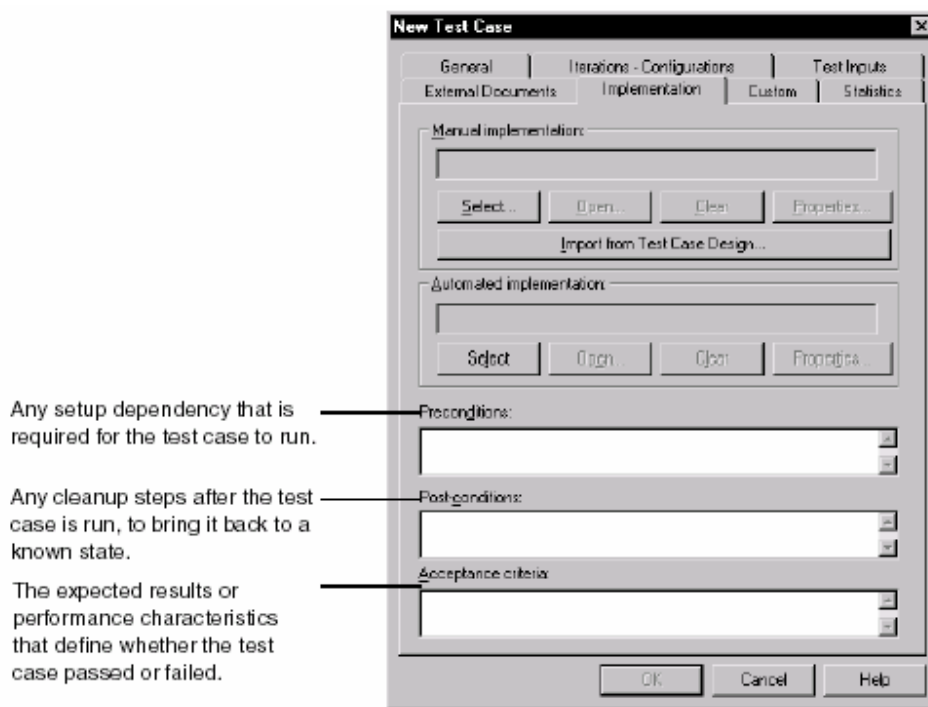 New Test Case
General
Iterations - Configurations
Test Inputs
External Documents
Implementation
Custom
Statistics
Manual implementation:
Select...
Open...
Clear
Properties...
Import from Test Case Design...
Automated implementation:
Select
Open...
Clear
Properties...
Any setup dependency that is
required for the test case to run.
Preconditions:
Any cleanup steps after the test
case is run, to bring it back to a
known state.
Post-conditions:
The expected results or
performance characteristics
that define whether the test
case passed or failed.
Acceptance criteria:
OK
Cancel
Help